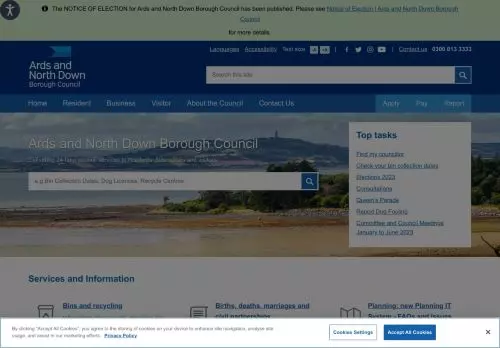 The NOTICE OF ELECTION for Ards and North Down Borough Council has been published. Please see Notice of Election | Ards and North Down Borough
Council
for more details.
Languages Accessibility Text size | | Contact us 0300 013 3333
Ards and
North Down
Borough Council
Search this site
Home Resident Business Visitor About the Council Contact Us Apply Pay Report
Ards and North Down Borough Council
e.g Bin Collection Dates, Dog Licences, Recycle Centres
Top tasks
Find my councillor
Check your bin collection dates
Elections 2023
Consultations
Queen's Parade
Report Dog Fouling
Committee and Council Meetings
January to June 2023
Services and Information
Bins and recycling
Births, deaths, marriages and
civil partnerships
Planning: new Planning IT
System - FAQs and Issues
By clicking "Accept All Cookies", you agree to the storing of cookies on your device to enhance site navigation, analyze site
usage, and assist in our marketing efforts. Privacy Policy
Cookies Settings
Accept All Cookies